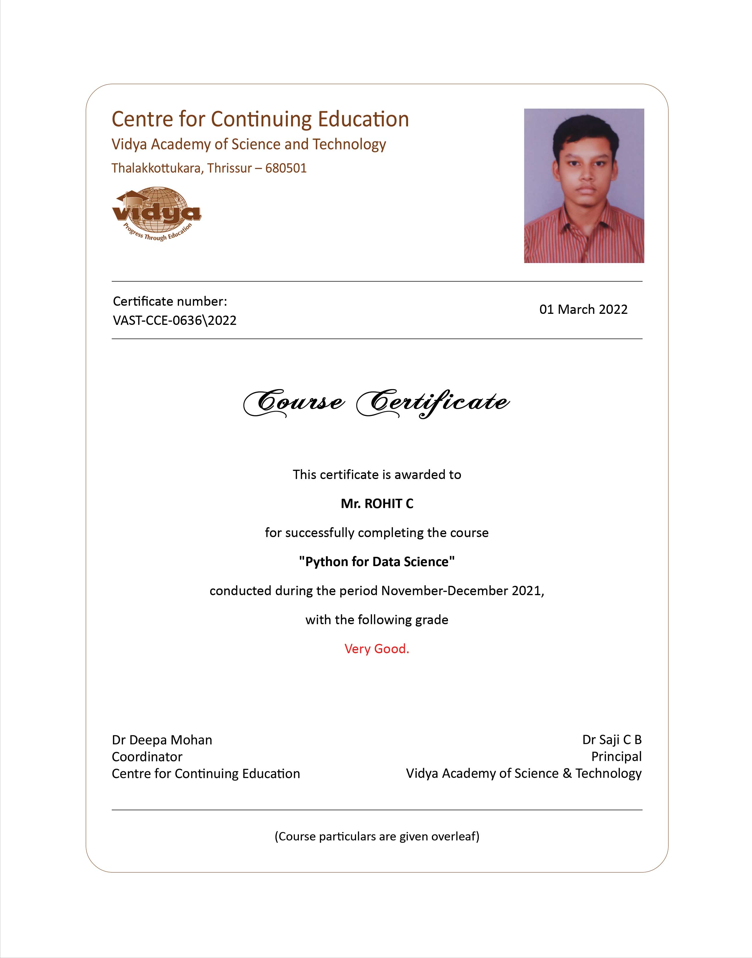 Centre for Continuing Education
Vidya Academy of Science and Technology
Thalakkottukara, Thrissur – 680501
vidya
Progress Through Education
Certificate number:
VAST-CCE-0636\2022
01 March 2022
Course Certificate
This certificate is awarded to
Mr. ROHIT C
for successfully completing the course
"Python for Data Science"
conducted during the period November-December 2021,
with the following grade
Very Good.
Dr Deepa Mohan
Coordinator
Centre for Continuing Education
Dr Saji C B
Principal
Vidya Academy of Science & Technology
(Course particulars are given overleaf)